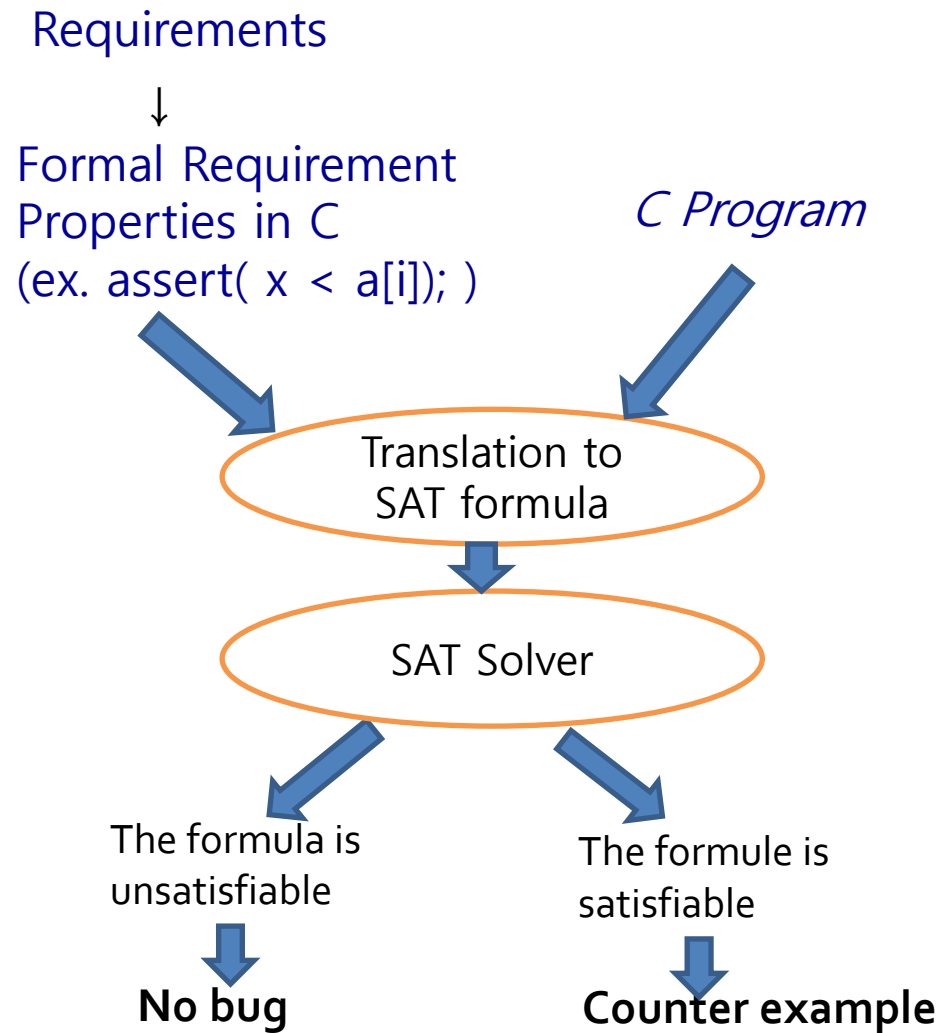 Requirements
↓
Formal Requirement
Properties in C
(ex. assert( x < a[i]); )
C Program
Translation to
SAT formula
SAT Solver
The formula is
unsatisfiable
The formule is
satisfiable
No bug
Counter example